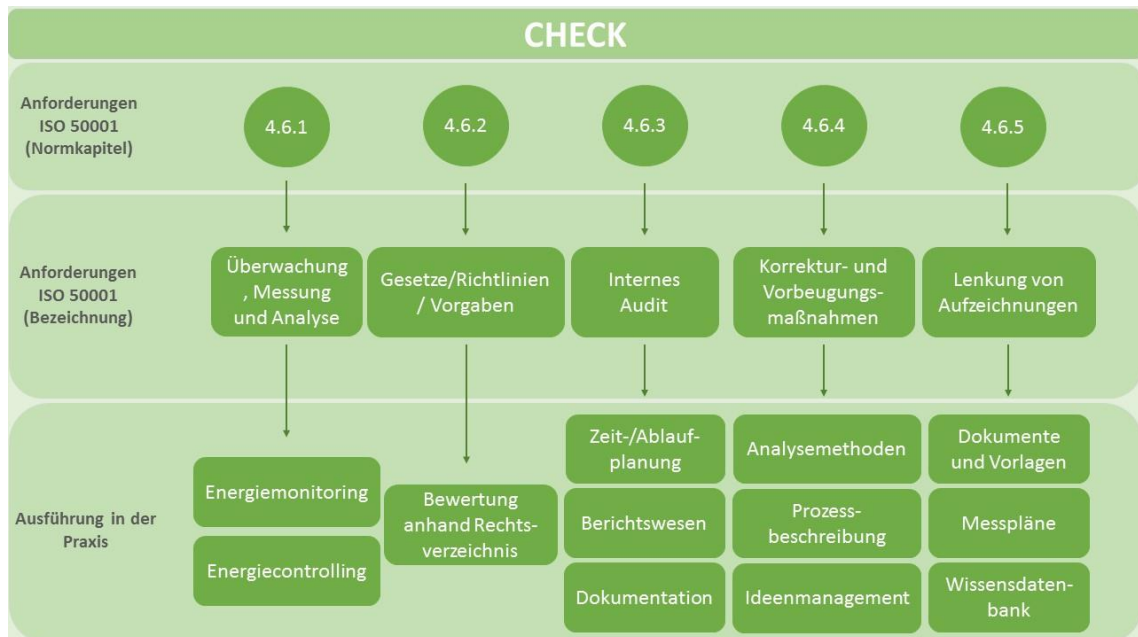 CHECK
Anforderungen
ISO 50001
(Normkapitel)
4.6.1
4.6.2
4.6.3
4.6.4
4.6.5
Anforderungen
ISO 50001
(Bezeichnung)
Überwachung
, Messung
und Analyse
Gesetze/Richtlinien
/ Vorgaben
Internes
Audit
Korrektur- und
Vorbeugungs-
maßnahmen
Lenkung von
Aufzeichnungen
Ausführung in der
Praxis
Energiemonitoring
Energiecontrolling
Bewertung
anhand Rechts-
verzeichnis
Zeit-/Ablauf-
planung
Berichtswesen
Dokumentation
Analysemethoden
Prozess-
beschreibung
Ideenmanagement
Dokumente
und Vorlagen
Messpläne
Wissensdaten-
bank